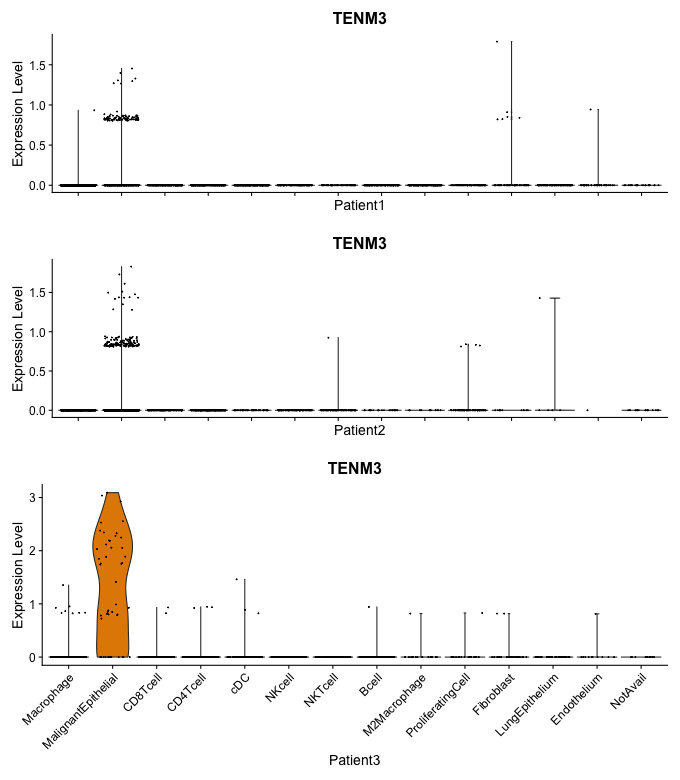 TENM3
Expression Level
1.5
1.0
0.5
0.0
Patient1
TENM3
Expression Level
1.5
1.0
0.5
0.0
Patient2
TENM3
Expression Level
3
2
1
0
Macrophage
MalignantEpithelial
CD8Tcell
CD4Tcell
cDC
NKcell
NKTcell
Bcell
M2Macrophage
ProliferatingCell
Fibroblast
LungEpithelium
Endothelium
NotAvail
Patient3